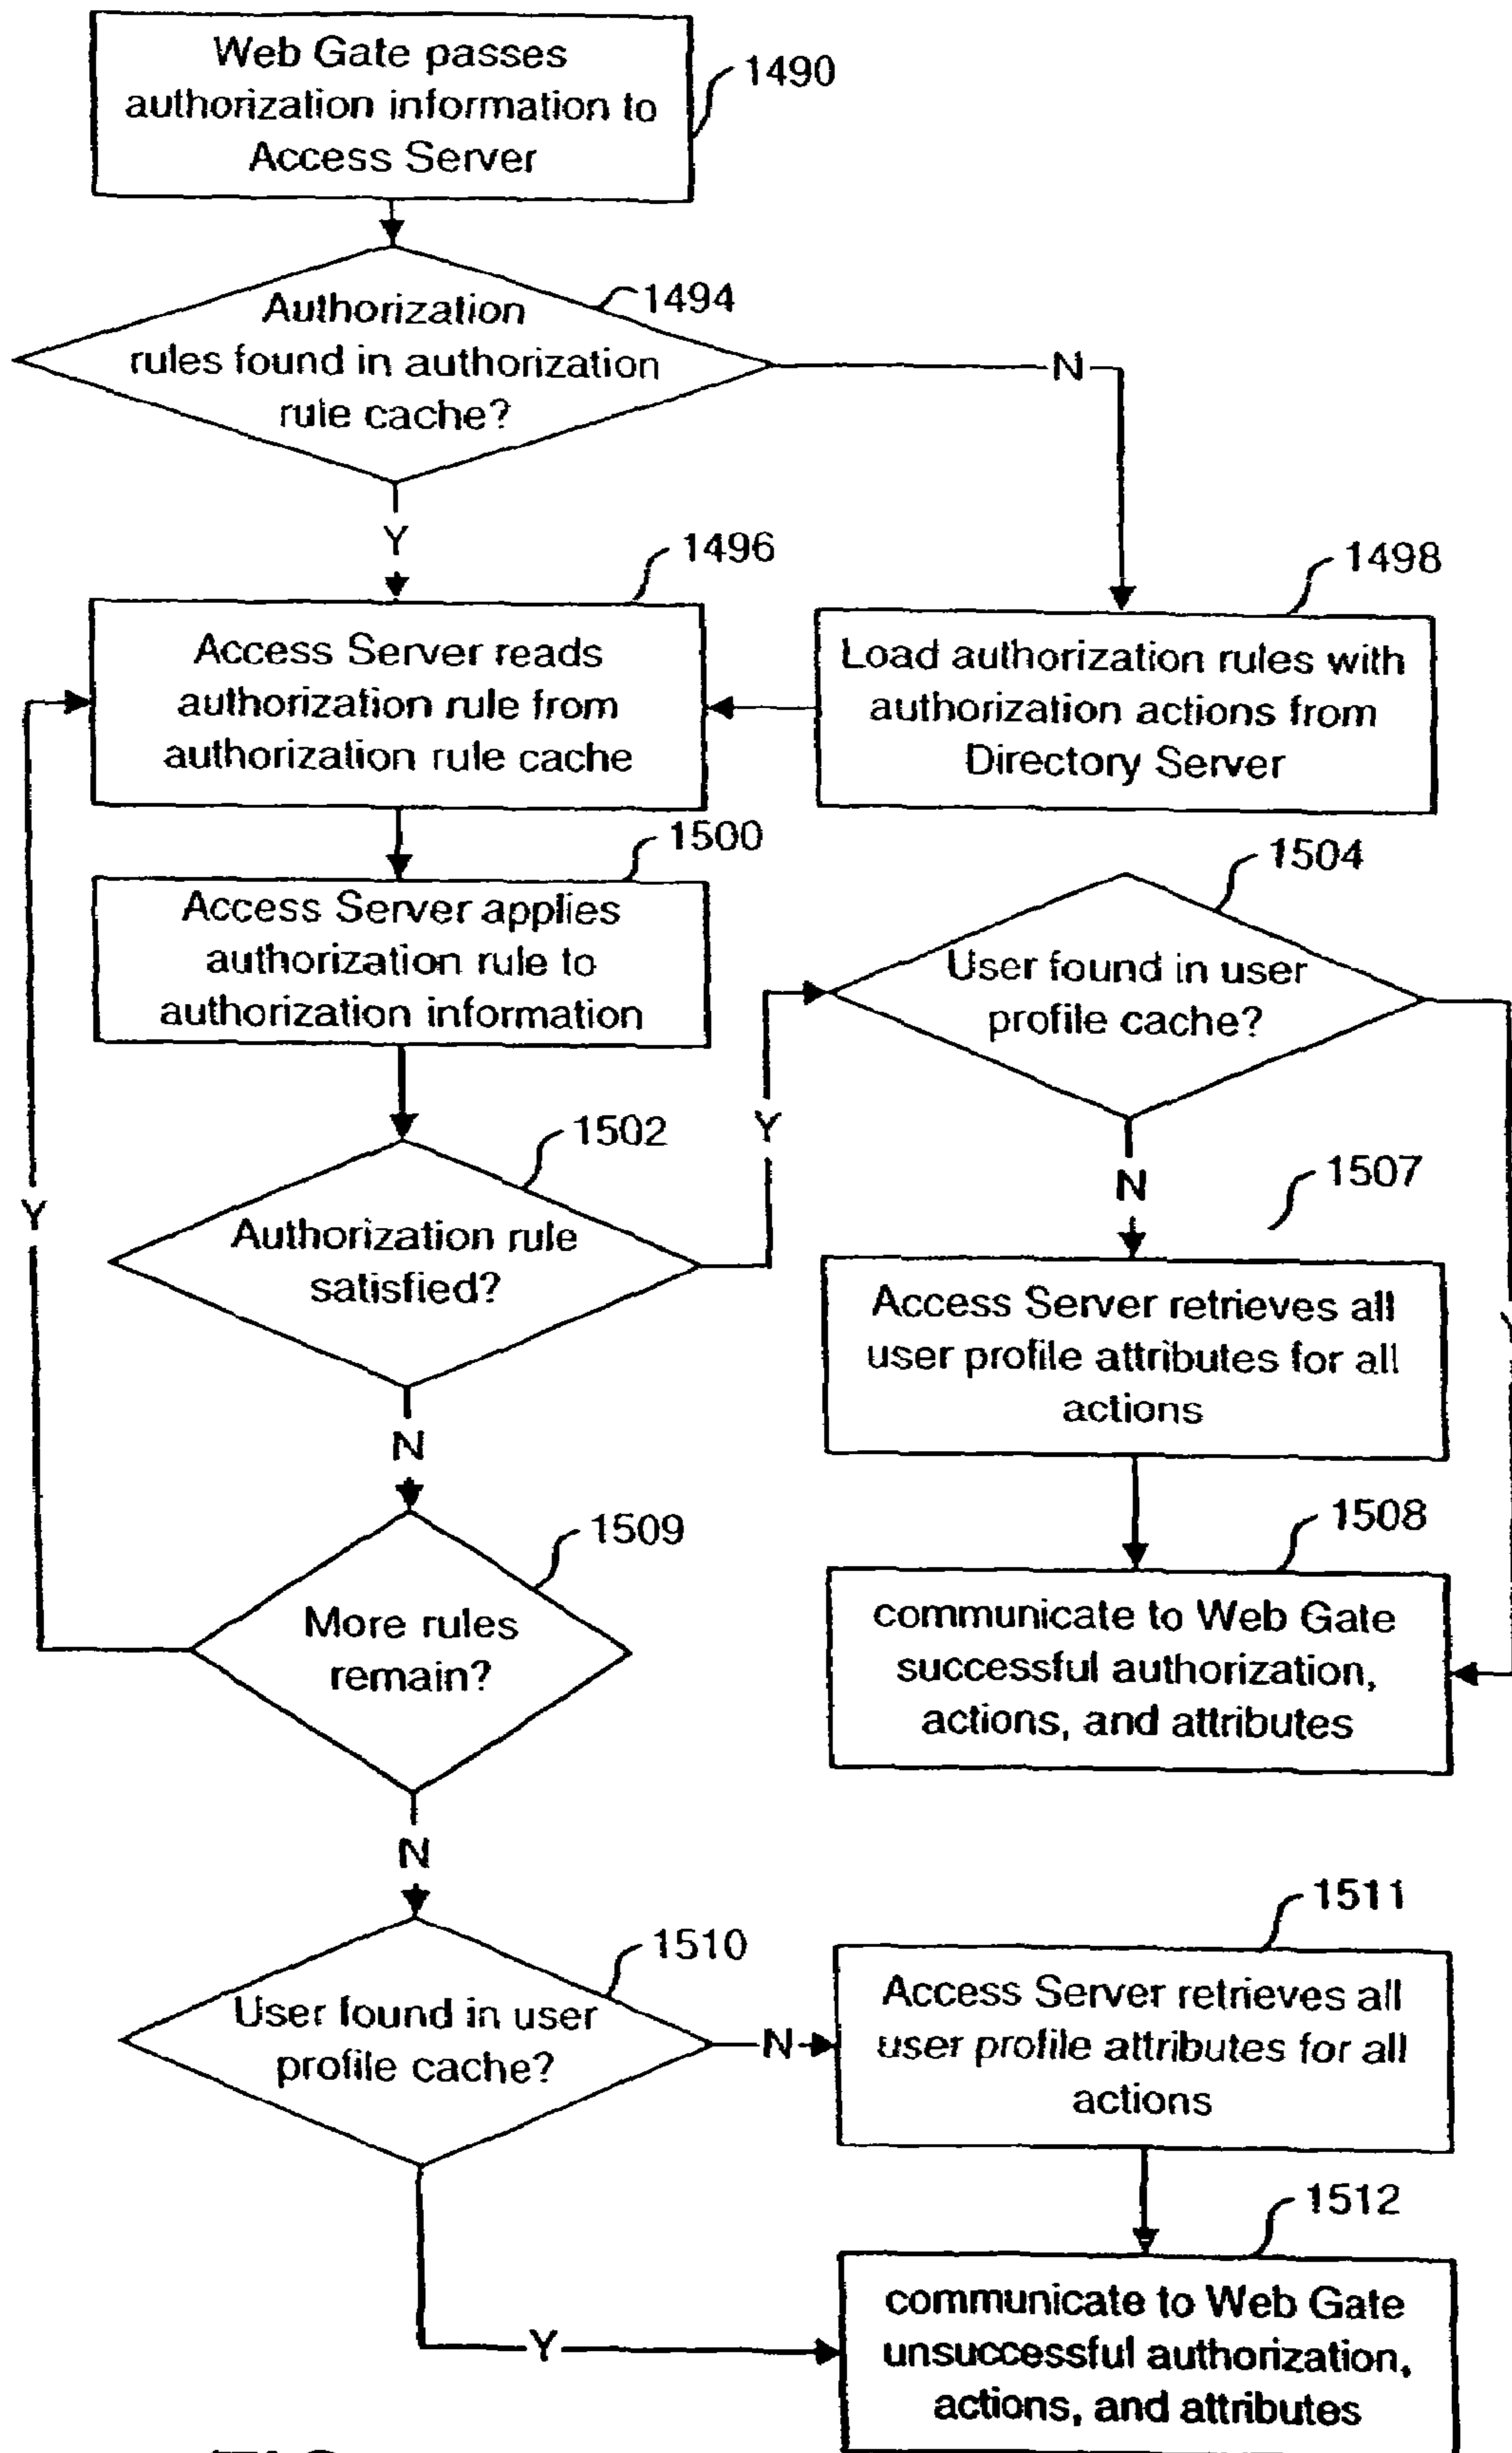 Web Gate passes
authorization information to
Access Server
1490
Authorization
rules found in authorization
rule cache?
1494
N
Y
1496
Access Server reads
authorization rule from
authorization rule cache
1498
Load authorization rules with
authorization actions from
Directory Server
1500
Access Server applies
authorization rule to
authorization information
1504
User found in user
profile cache?
Y
1502
Authorization rule
satisfied?
Y
N
1507
Access Server retrieves all
user profile attributes for all
actions
N
1509
More rules
remain?
1508
communicate to Web Gate
successful authorization,
actions, and attributes
N
1510
User found in user
profile cache?
N
1511
Access Server retrieves all
user profile attributes for all
actions
Y
1512
communicate to Web Gate
unsuccessful authorization,
actions, and attributes